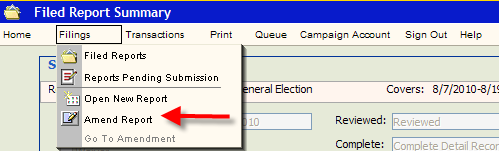 Filed Report Summary
Home Filings Transactions Print Queue Campaign Account Sign Out Help
Filed Reports
Reports Pending Submission
Open New Report
Amend Report
Go To Amendment
S
Re
eneral Election Covers: 8/7/2010-8/19
010 Reviewed: Reviewed
Complete: Complete Detail Recor